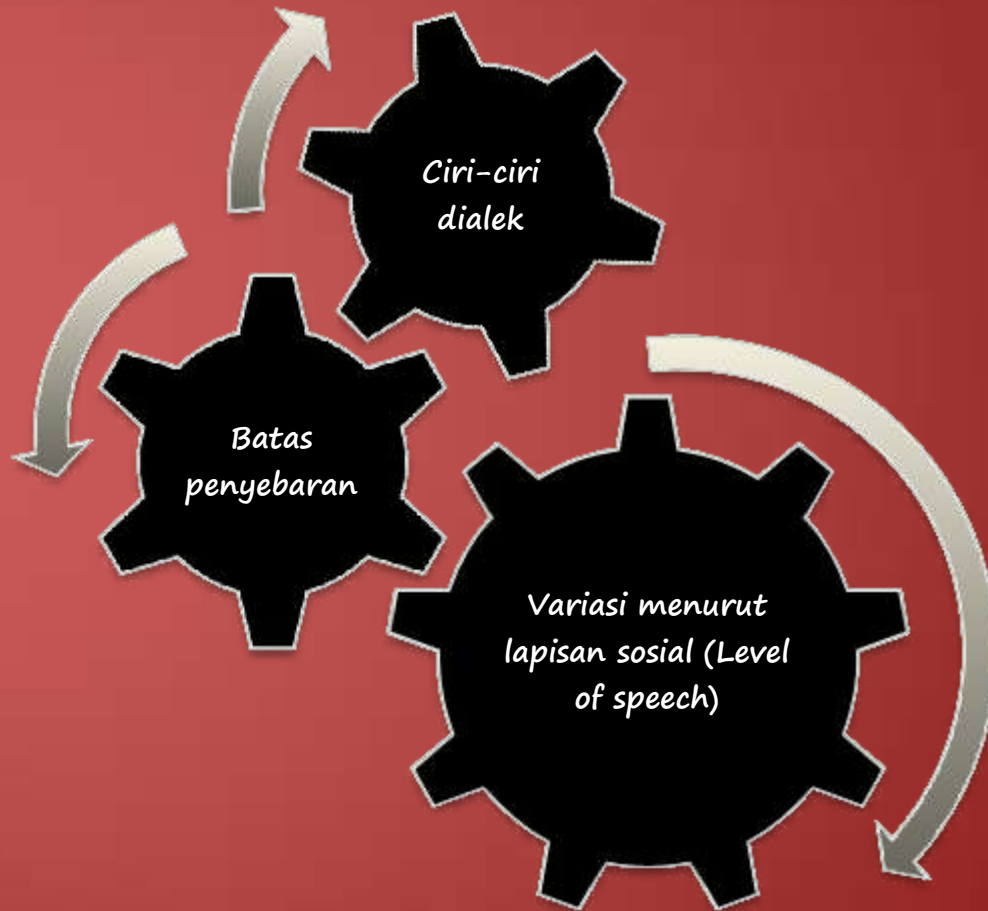 Ciri-ciri
dialek
Batas
penyebaran
Variasi menurut
lapisan sosial (Level
of speech)